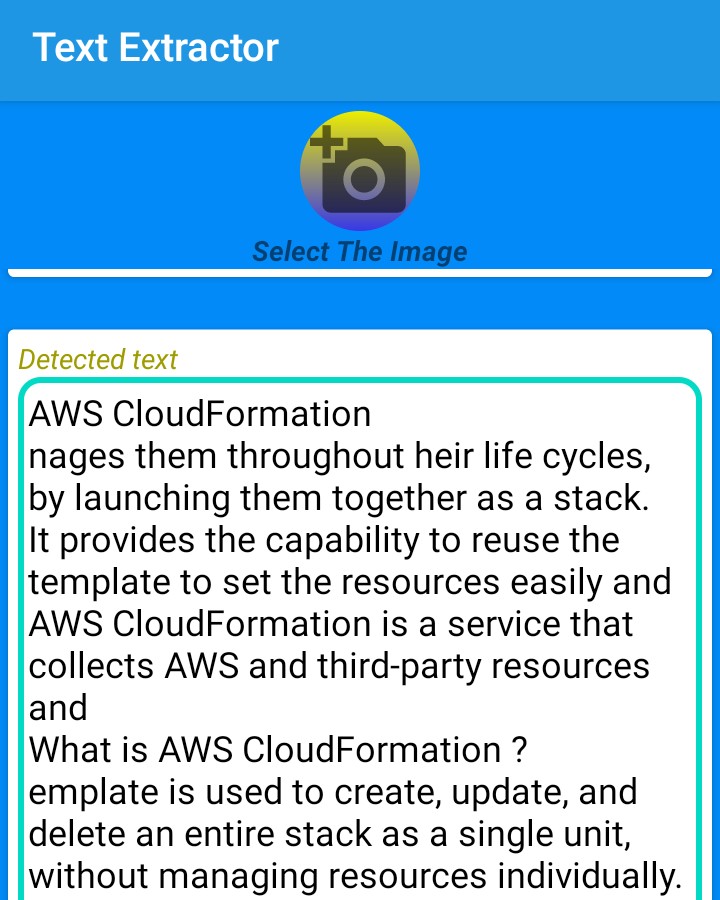 Text Extractor
Select The Image
Detected text
AWS CloudFormation
nages them throughout heir life cycles,
by launching them together as a stack.
It provides the capability to reuse the
template to set the resources easily and
AWS CloudFormation is a service that
collects AWS and third-party resources
and
What is AWS CloudFormation ?
emplate is used to create, update, and
delete an entire stack as a single unit,
without managing resources individually.